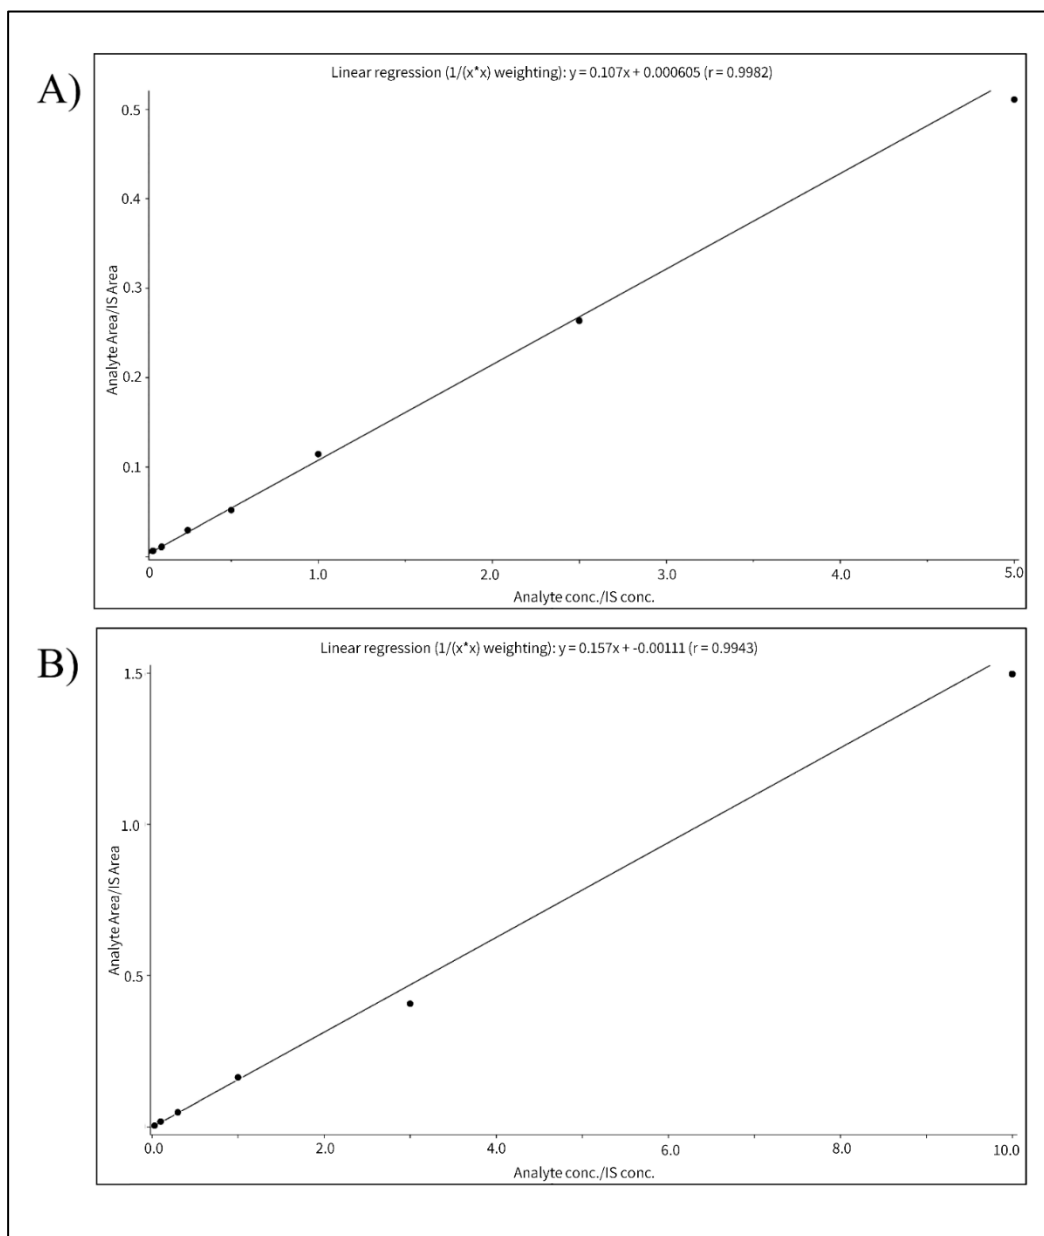 A)
Linear regression (1/(x*x) weighting): y = 0.107x + 0.000605 (r = 0.9982)
Analyte Area/IS Area
0.5
0.4
0.3
0.2
0.1
0
1.0
2.0
3.0
4.0
5.0
Analyte conc./IS conc.
B)
Linear regression (1/(x*x) weighting): y = 0.157x + -0.00111 (r = 0.9943)
Analyte Area/IS Area
1.5
1.0
0.5
0.0
2.0
4.0
6.0
8.0
10.0
Analyte conc./IS conc.